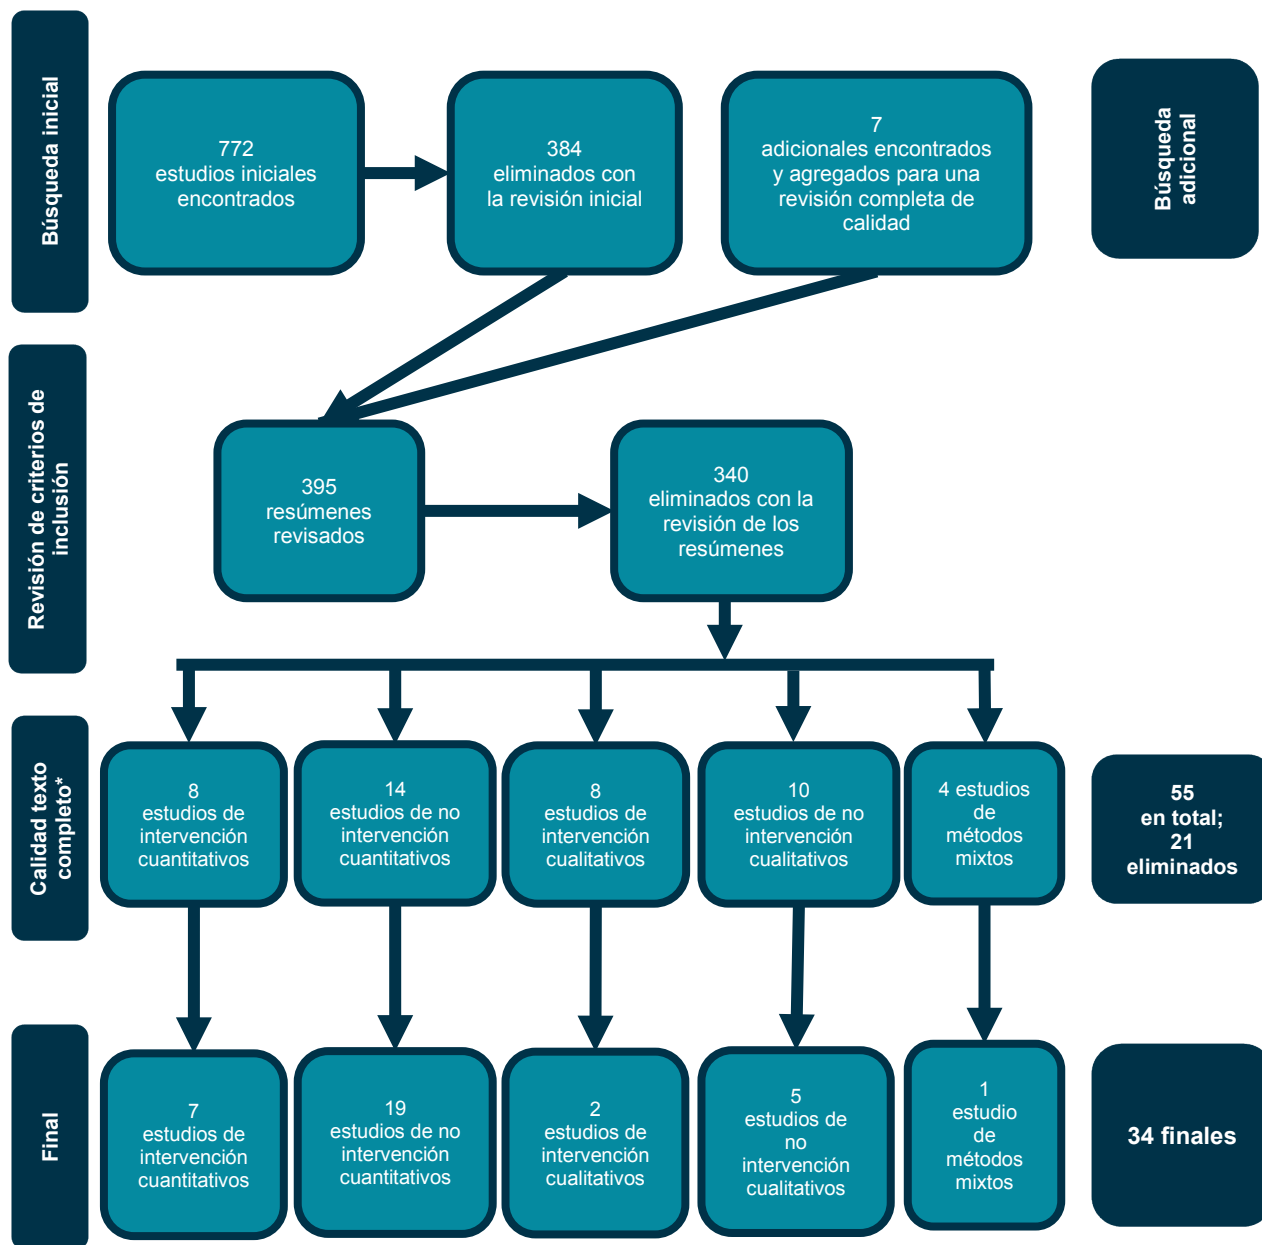 Búsqueda inicial
772
estudios iniciales
encontrados
384
eliminados con
la revisión inicial
7
adicionales encontrados
y agregados para una
revisión completa de
calidad
Búsqueda
adicional
Revisión de criterios de
inclusión
395
resúmenes
revisados
340
eliminados con la
revisión de los
resúmenes
Calidad texto
completo*
8
estudios de
intervención
cuantitativos
14
estudios de no
intervención
cuantitativos
8
estudios de
intervención
cualitativos
10
estudios de no
intervención
cualitativos
4 estudios
de
métodos
mixtos
55
en total;
21
eliminados
Final
7
estudios de
intervención
cuantitativos
19
estudios de no
intervención
cuantitativos
2
estudios de
intervención
cualitativos
5
estudios de
no
intervención
cualitativos
1
estudio
de
métodos
mixtos
34 finales